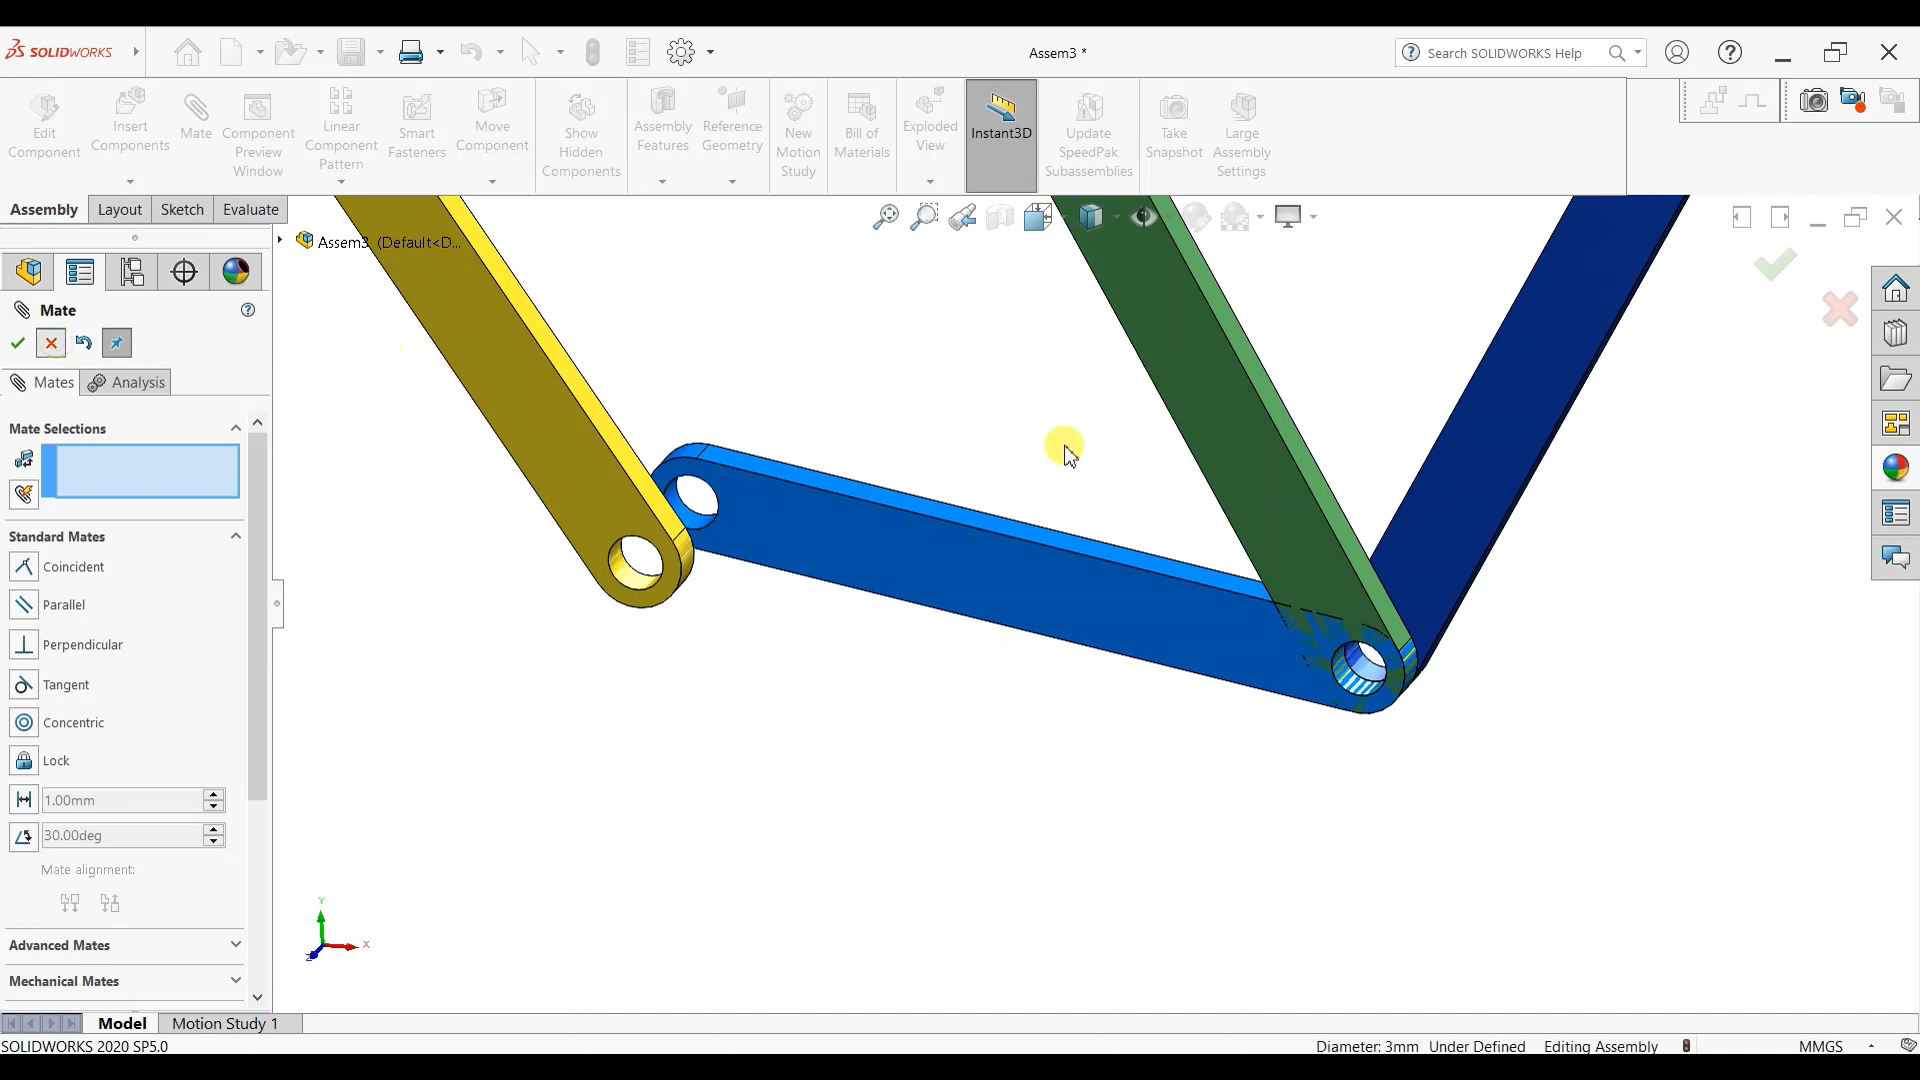 SOLIDWORKS
Assem3 *
Search SOLIDWORKS Help
Edit Component
Insert Components
Mate
Component Preview Window
Linear Component Pattern
Smart Fasteners
Move Component
Show Hidden Components
Assembly Features
Reference Geometry
New Motion Study
Bill of Materials
Exploded View
Instant3D
Update SpeedPak Subassemblies
Take Snapshot
Large Assembly Settings
Assembly Layout Sketch Evaluate
Assem3 (Default<D...
Mate
Mates Analysis
Mate Selections
Standard Mates
Coincident
Parallel
Perpendicular
Tangent
Concentric
Lock
1.00mm
30.00deg
Mate alignment:
Advanced Mates
Mechanical Mates
Y
X
Z
Model Motion Study 1
SOLIDWORKS 2020 SP5.0
Diameter: 3mm Under Defined Editing Assembly MMGS